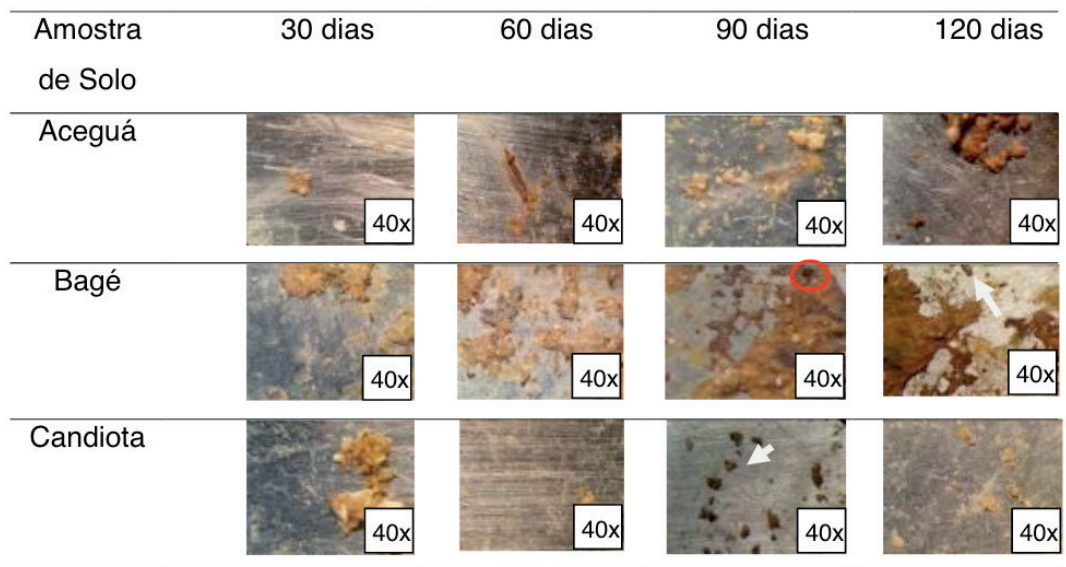 Amostra 30 dias 60 dias 90 dias 120 dias
de Solo
Aceguá
40x 40x 40x 40x
Bagé
40x 40x 40x 40x
Candiota
40x 40x 40x 40x